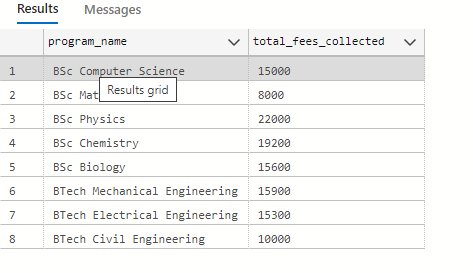 Results Messages
program_name total_fees_collected
1 BSc Computer Science 15000
2 BSc Mat 8000
Results grid
3 BSc Physics 22000
4 BSc Chemistry 19200
5 BSc Biology 15600
6 BTech Mechanical Engineering 15900
7 BTech Electrical Engineering 15300
8 BTech Civil Engineering 10000